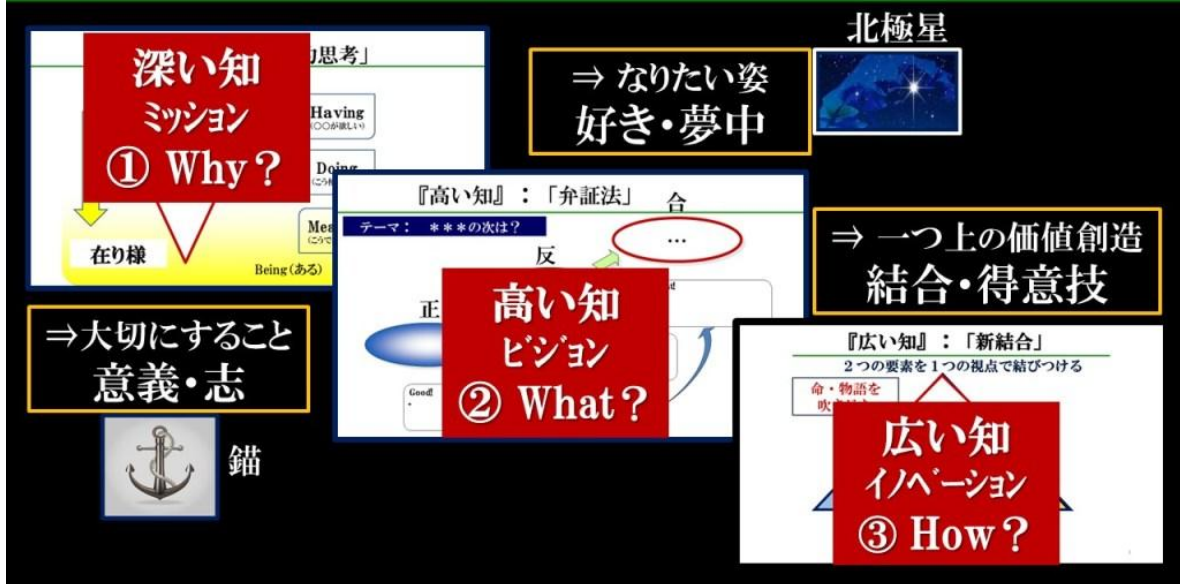 深い知
ミッション
① Why？
力思考」
Having
(○○が欲しい)
Doing
在り様
Being (ある)
⇒大切にすること
意義・志
錨
『高い知』：「弁証法」
テーマ： ＊＊＊の次は？
正
反
合
…
Good!
高い知
ビジョン
② What？
⇒ なりたい姿
好き・夢中
北極星
⇒ 一つ上の価値創造
結合・得意技
『広い知』：「新結合」
２つの要素を１つの視点で結びつける
命・物語を
広い知
イノベーション
③ How？